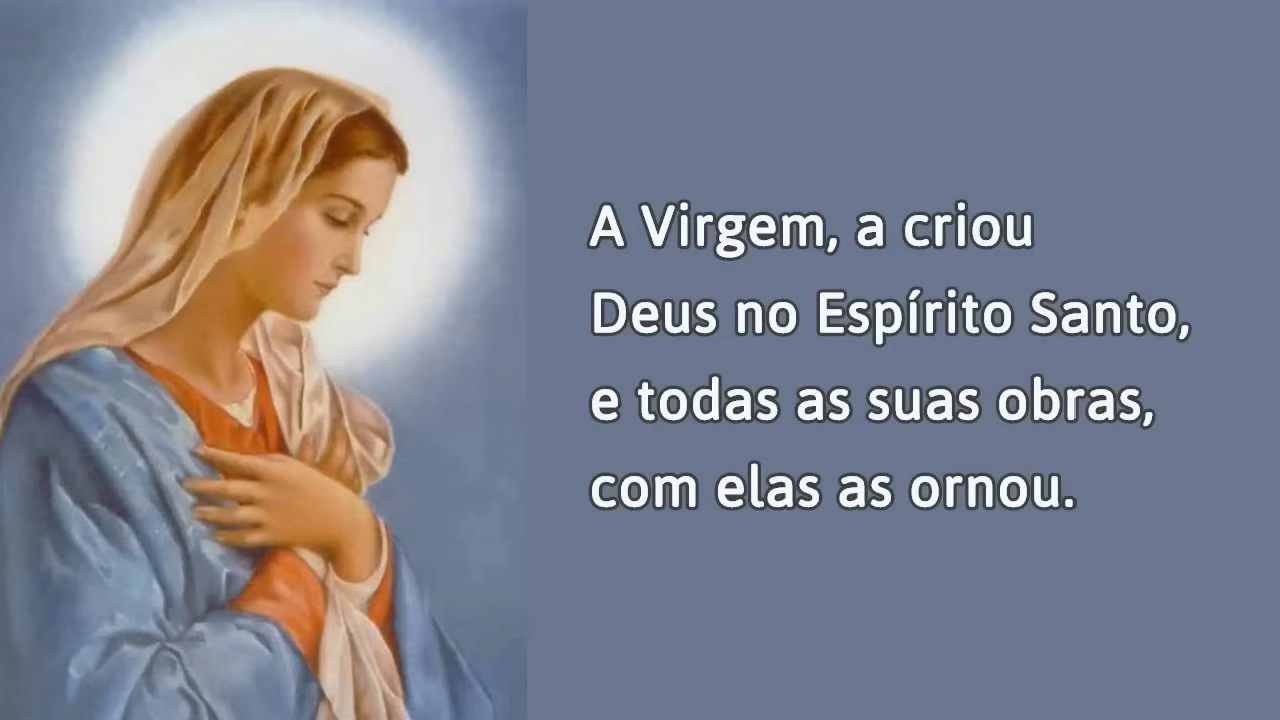 A Virgem, a criou
Deus no Espírito Santo,
e todas as suas obras,
com elas as ornou.